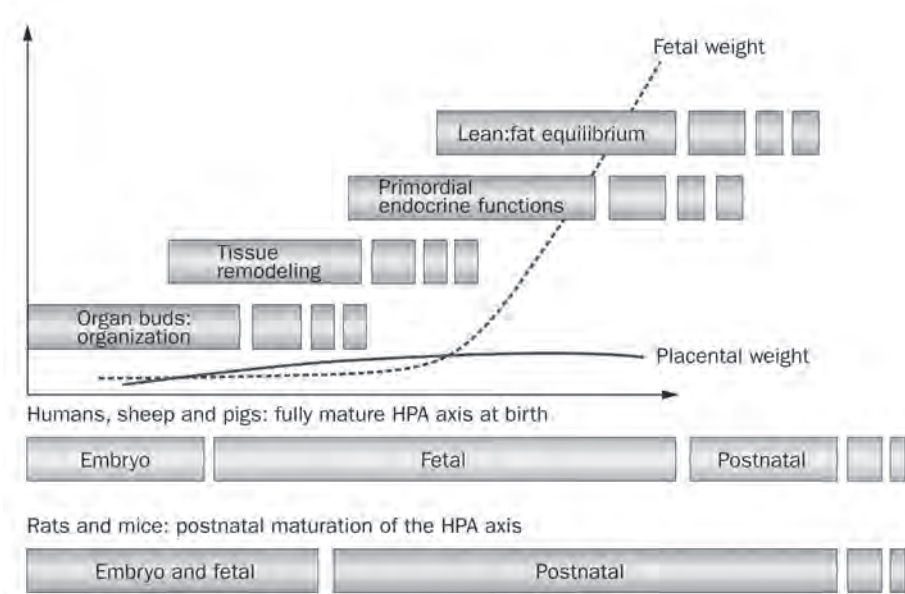 Fetal weight
Lean:fat equilibrium
Primordial
endocrine functions
Tissue
remodeling
Organ buds:
organization
Placental weight
Humans, sheep and pigs: fully mature HPA axis at birth
Embryo
Fetal
Postnatal
Rats and mice: postnatal maturation of the HPA axis
Embryo and fetal
Postnatal